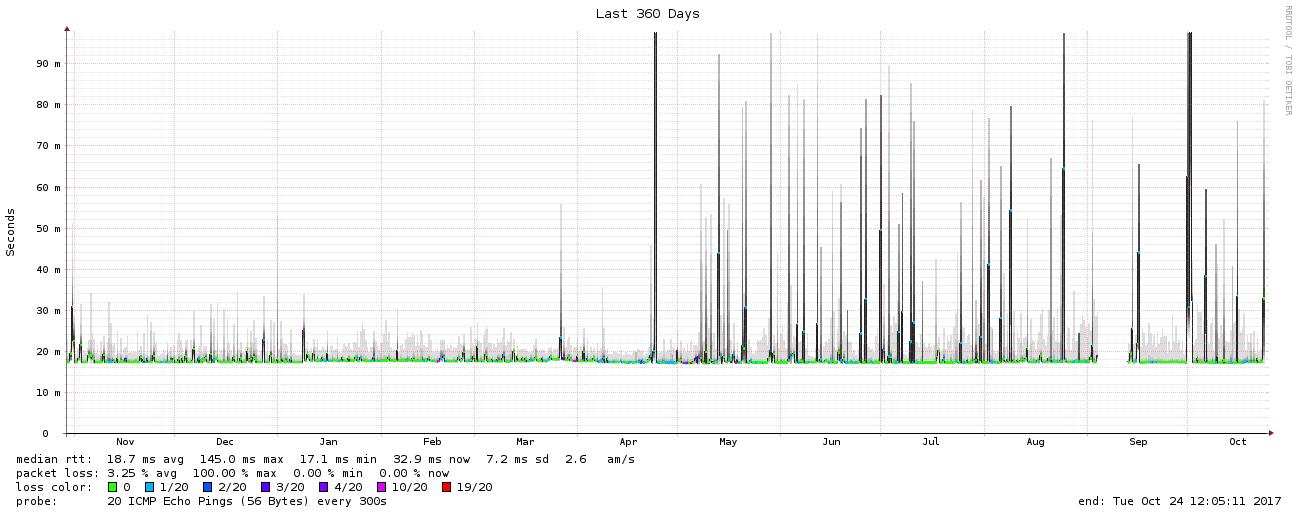 Last 360 Days
RRDTOOL / TOBI OETIKER
Seconds
90 m
80 m
70 m
60 m
50 m
40 m
30 m
20 m
10 m
0
Nov Dec Jan Feb Mar Apr May Jun Jul Aug Sep Oct
median rtt: 18.7 ms avg 145.0 ms max 17.1 ms min 32.9 ms now 7.2 ms sd 2.6 am/s
packet loss: 3.25 % avg 100.00 % max 0.00 % min 0.00 % now
loss color: 0 1/20 2/20 3/20 4/20 10/20 19/20
probe: 20 ICMP Echo Pings (56 Bytes) every 300s end: Tue Oct 24 12:05:11 2017